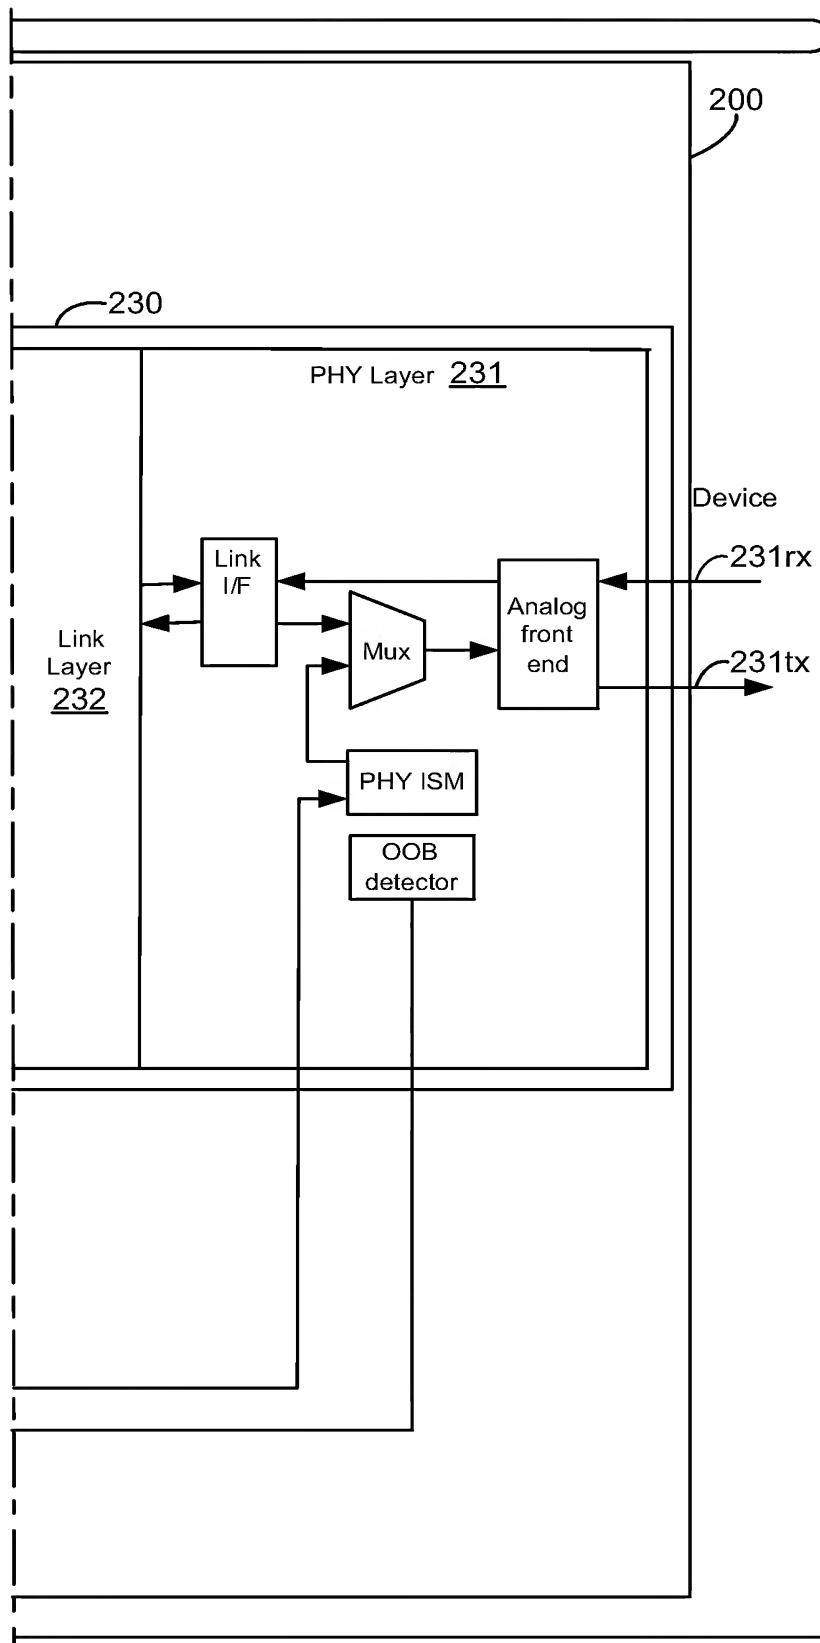 200
230
PHY Layer 231
Device
Link
I/F
231rx
Analog
front
end
Mux
Link
Layer
232
231tx
PHY ISM
OOB
detector